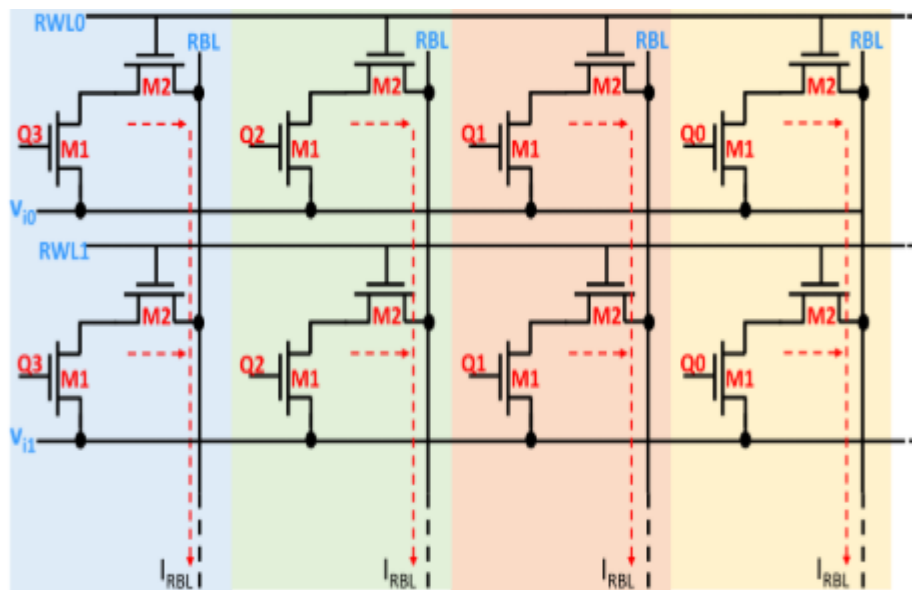 RWL0
RBL RBL RBL RBL
M2 M2 M2 M2
Q3 M1 Q2 M1 Q1 M1 Q0 M1
Vi0
RWL1
M2 M2 M2 M2
Q3 M1 Q2 M1 Q1 M1 Q0 M1
Vi1
IRBL IRBL IRBL IRBL